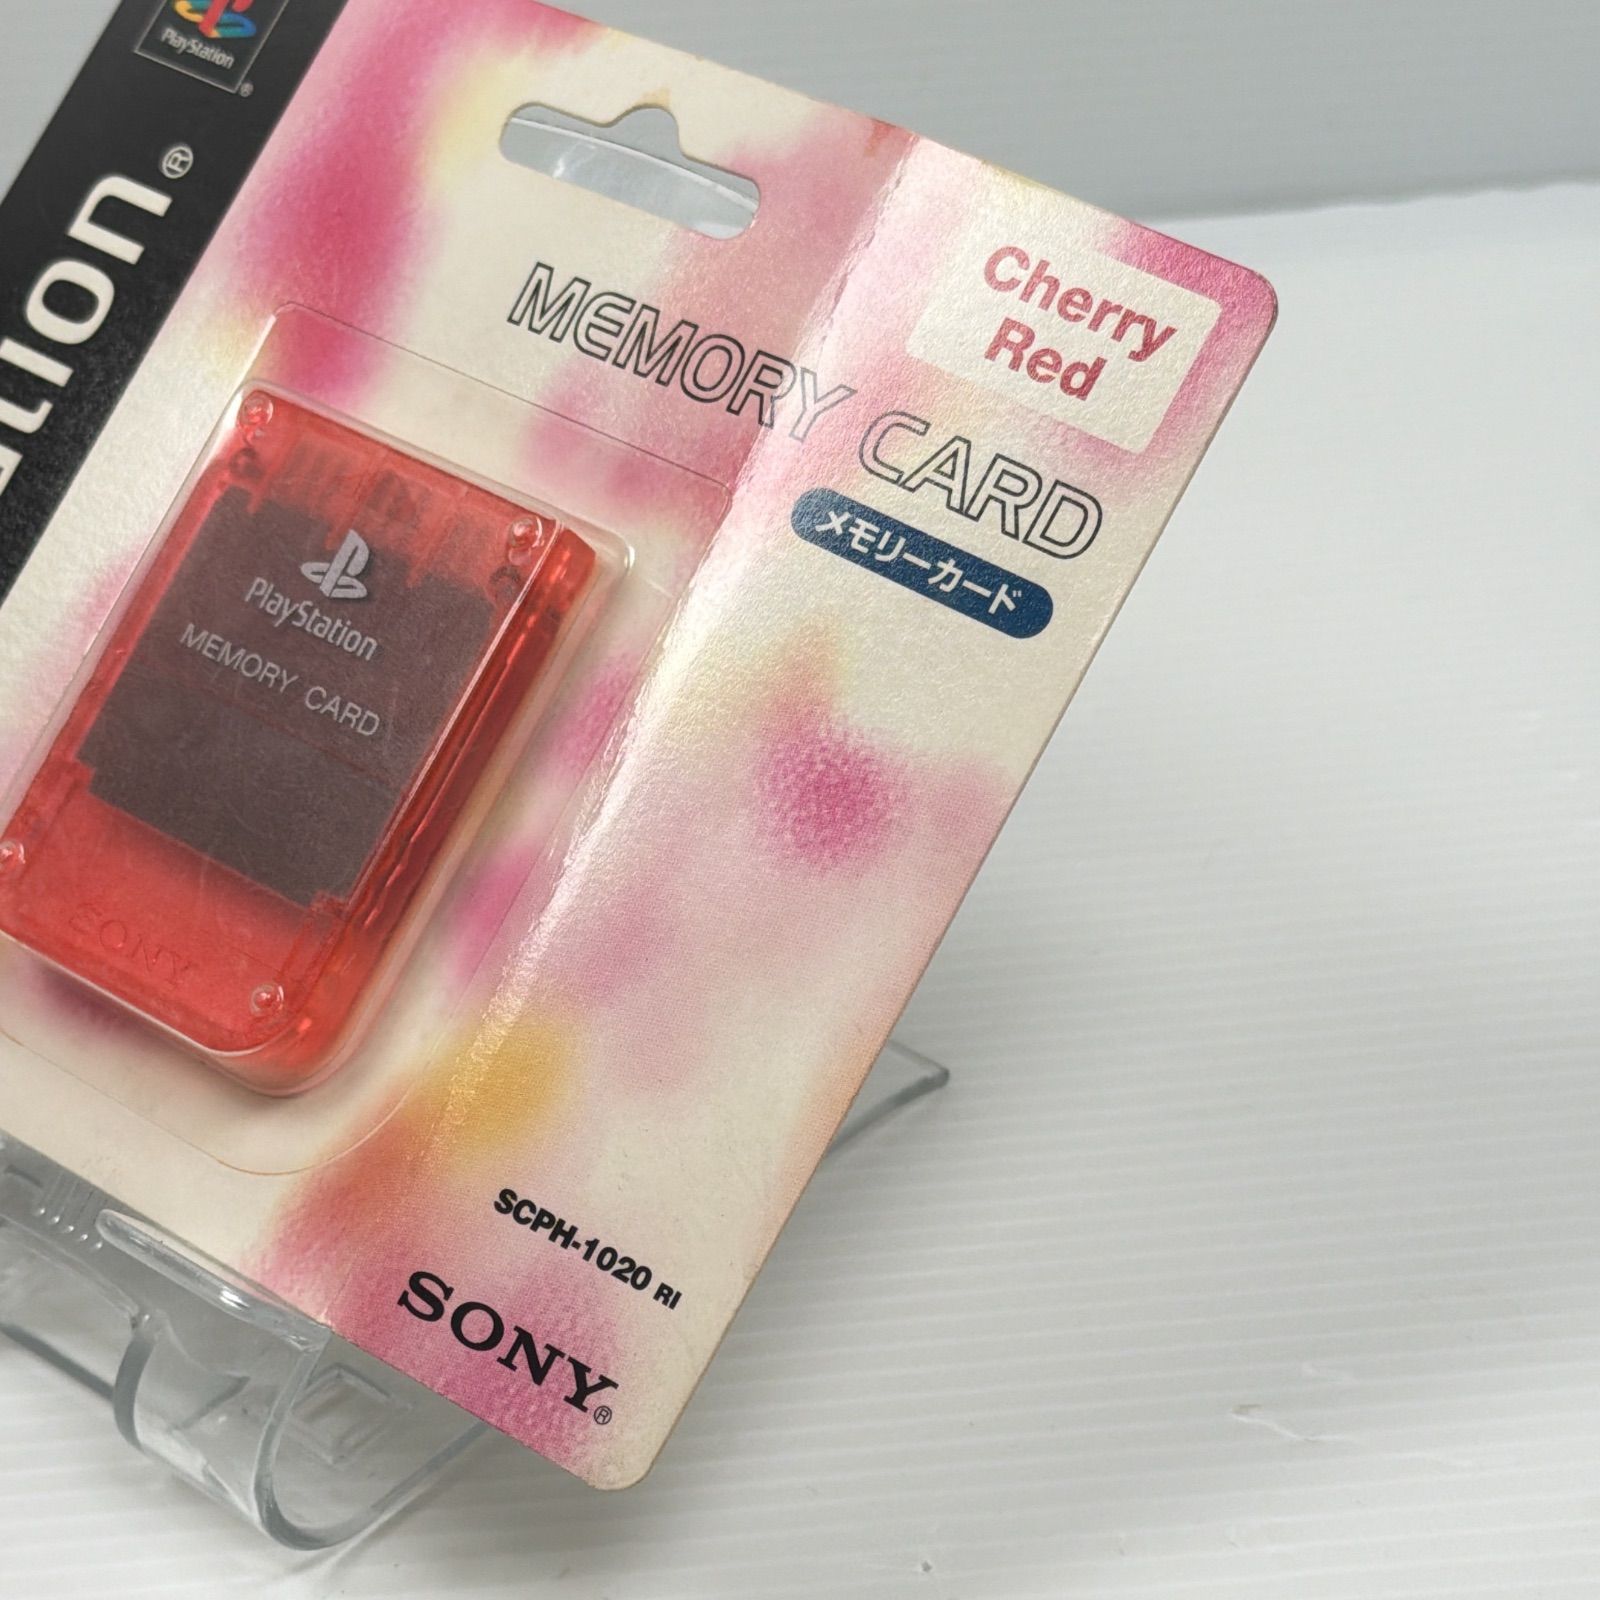 PlayStation
®
ation®
MEMORY CARD
Cherry
Red
メモリーカード
PlayStation
MEMORY CARD
SONY
SCPH-1020 RI
SONY®